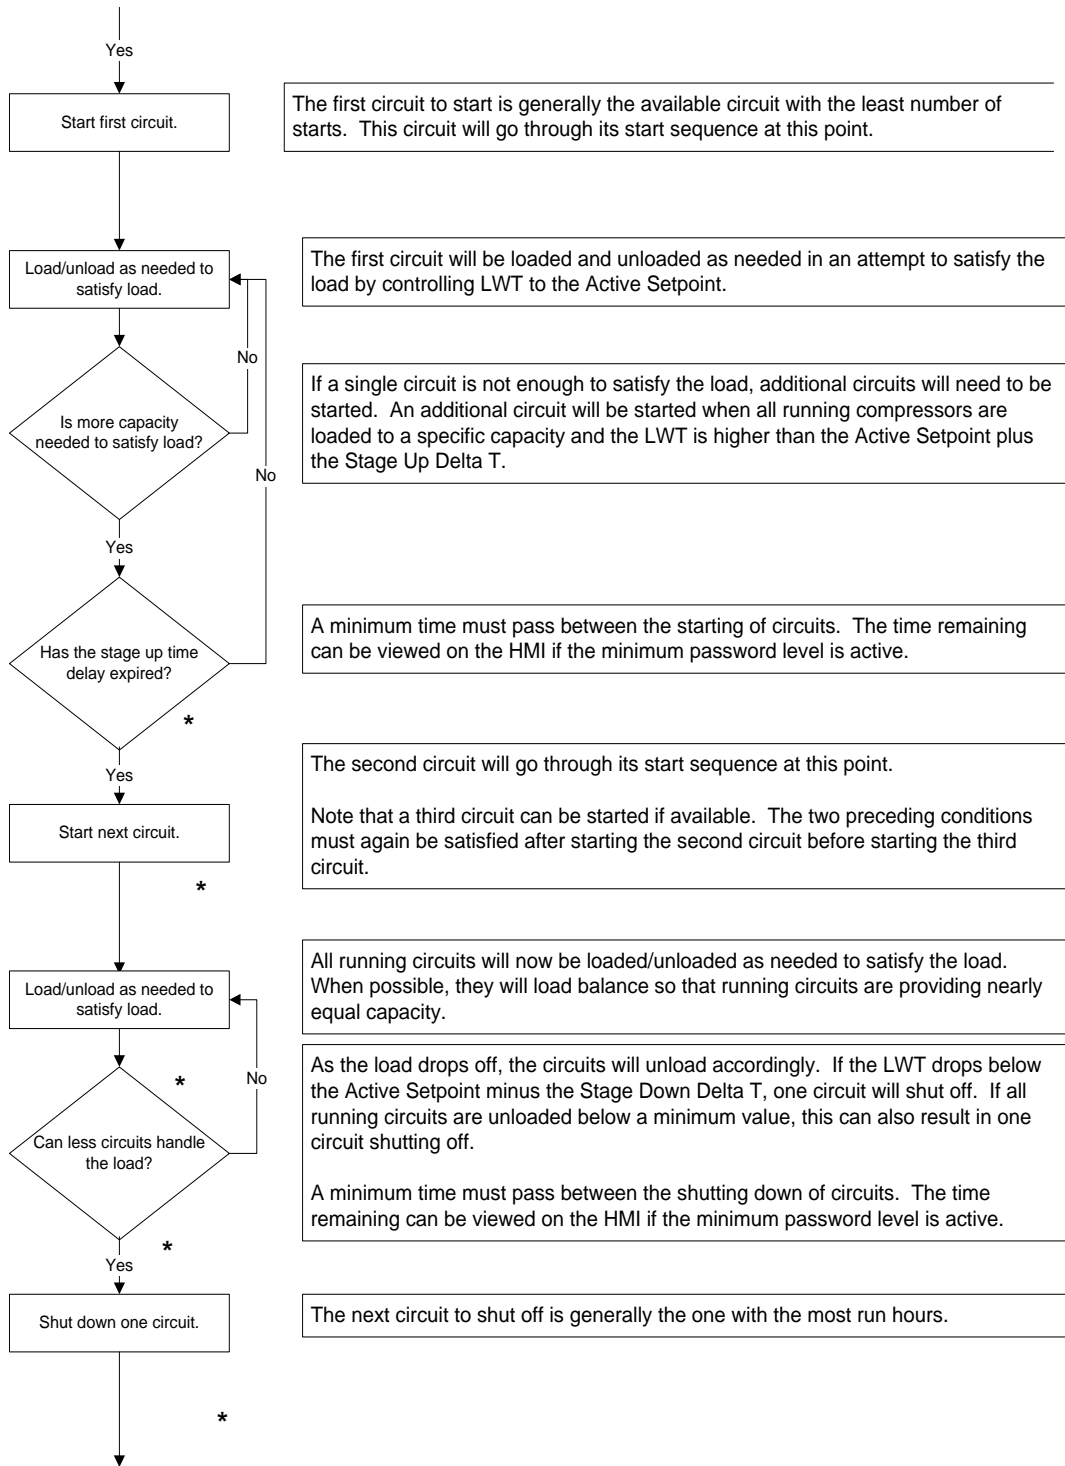 Yes
Start first circuit.
The first circuit to start is generally the available circuit with the least number of
starts.  This circuit will go through its start sequence at this point.
Load/unload as needed to
satisfy load.
The first circuit will be loaded and unloaded as needed in an attempt to satisfy the
load by controlling LWT to the Active Setpoint.
No
Is more capacity
needed to satisfy load?
If a single circuit is not enough to satisfy the load, additional circuits will need to be
started.  An additional circuit will be started when all running compressors are
loaded to a specific capacity and the LWT is higher than the Active Setpoint plus
the Stage Up Delta T.
No
Yes
Has the stage up time
delay expired?
*
A minimum time must pass between the starting of circuits.  The time remaining
can be viewed on the HMI if the minimum password level is active.
Yes
Start next circuit.
*
The second circuit will go through its start sequence at this point.
Note that a third circuit can be started if available.  The two preceding conditions
must again be satisfied after starting the second circuit before starting the third
circuit.
Load/unload as needed to
satisfy load.
All running circuits will now be loaded/unloaded as needed to satisfy the load.
When possible, they will load balance so that running circuits are providing nearly
equal capacity.
*
No
Can less circuits handle
the load?
*
As the load drops off, the circuits will unload accordingly.  If the LWT drops below
the Active Setpoint minus the Stage Down Delta T, one circuit will shut off.  If all
running circuits are unloaded below a minimum value, this can also result in one
circuit shutting off.
A minimum time must pass between the shutting down of circuits.  The time
remaining can be viewed on the HMI if the minimum password level is active.
Yes
Shut down one circuit.
The next circuit to shut off is generally the one with the most run hours.
*